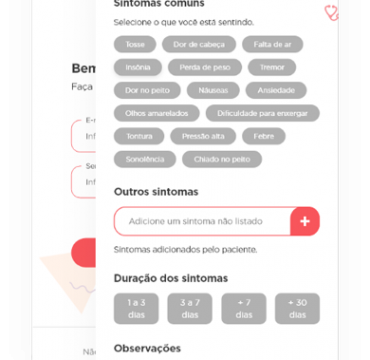 Sintomas comuns
Selecione o que você está sentindo.
Tosse Dor de cabeça Falta de ar
Insônia Perda de peso Tremor
Dor no peito Náuseas Ansiedade
Olhos amarelados Dificuldade para enxergar
Tontura Pressão alta Febre
Sonolência Chiado no peito
Outros sintomas
Adicione um sintoma não listado +
Sintomas adicionados pelo paciente.
Duração dos sintomas
1 a 3 dias
3 a 7 dias
+ 7 dias
+ 30 dias
Observações
Bem
Faça
E-m
Inf
Se
Inf
Nã